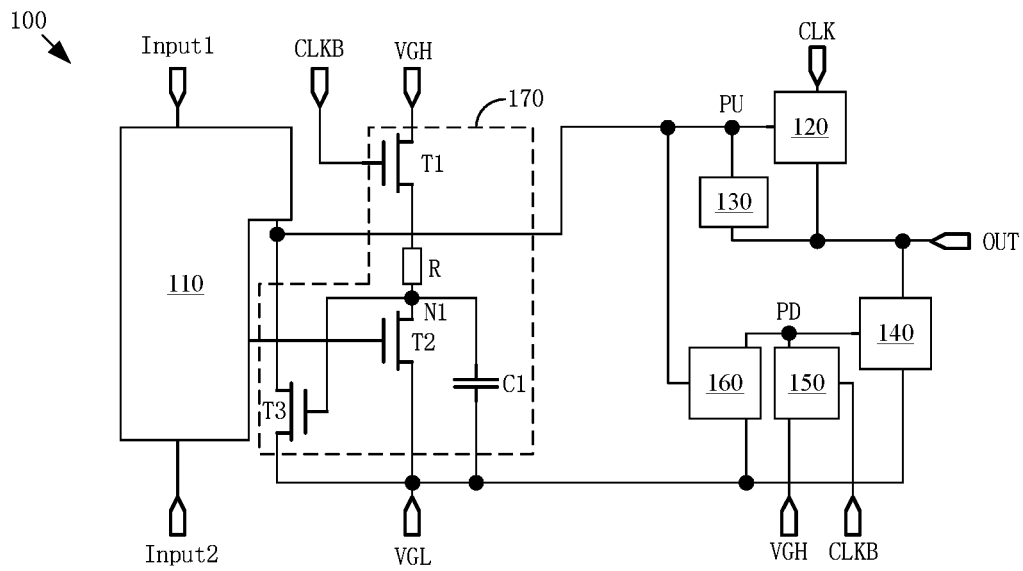 100
Input1
CLKB
VGH
CLK
170
PU
120
T1
130
OUT
110
R
N1
PD
T2
140
C1
160
150
T3
Input2
VGL
VGH
CLKB